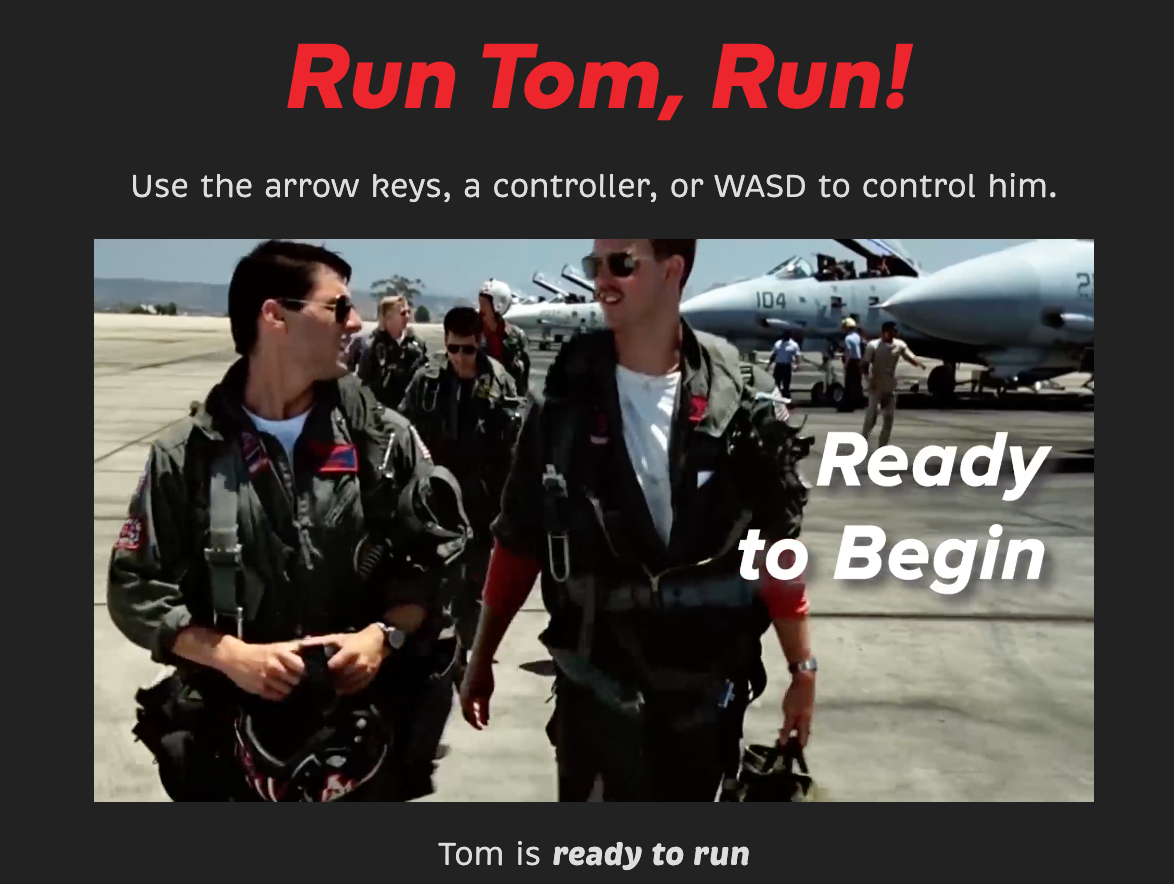 Run Tom, Run!
Use the arrow keys, a controller, or WASD to control him.
104
2
Ready
to Begin
Tom is ready to run